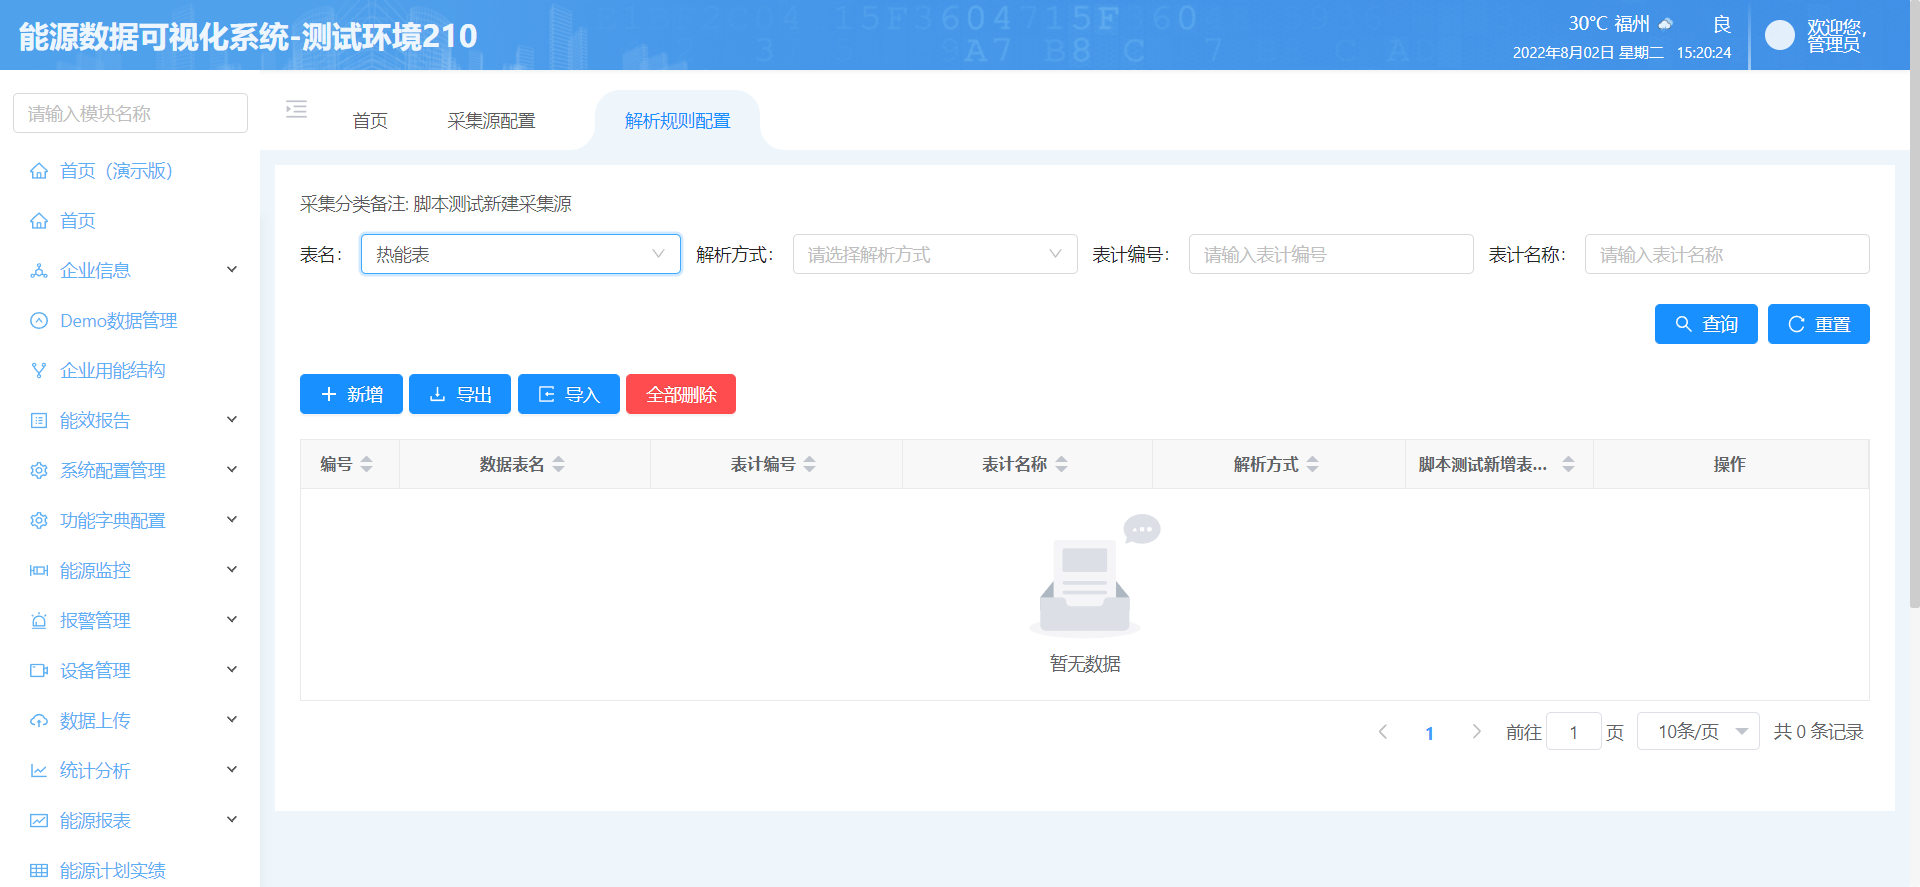 能源数据可视化系统-测试环境210
30°C 福州 良
2022年8月02日 星期二 15:20:24
欢迎您,
管理员
请输入模块名称
首页
采集源配置
解析规则配置
首页（演示版）
首页
企业信息
Demo数据管理
企业用能结构
能效报告
系统配置管理
功能字典配置
能源监控
报警管理
设备管理
数据上传
统计分析
能源报表
能源计划实绩
采集分类备注: 脚本测试新建采集源
表名： 热能表 解析方式： 请选择解析方式 表计编号： 请输入表计编号 表计名称： 请输入表计名称
查询 重置
新增 导出 导入 全部删除
编号 数据表名 表计编号 表计名称 解析方式 脚本测试新增表... 操作
暂无数据
1 前往 1 页 10条/页 共 0 条记录